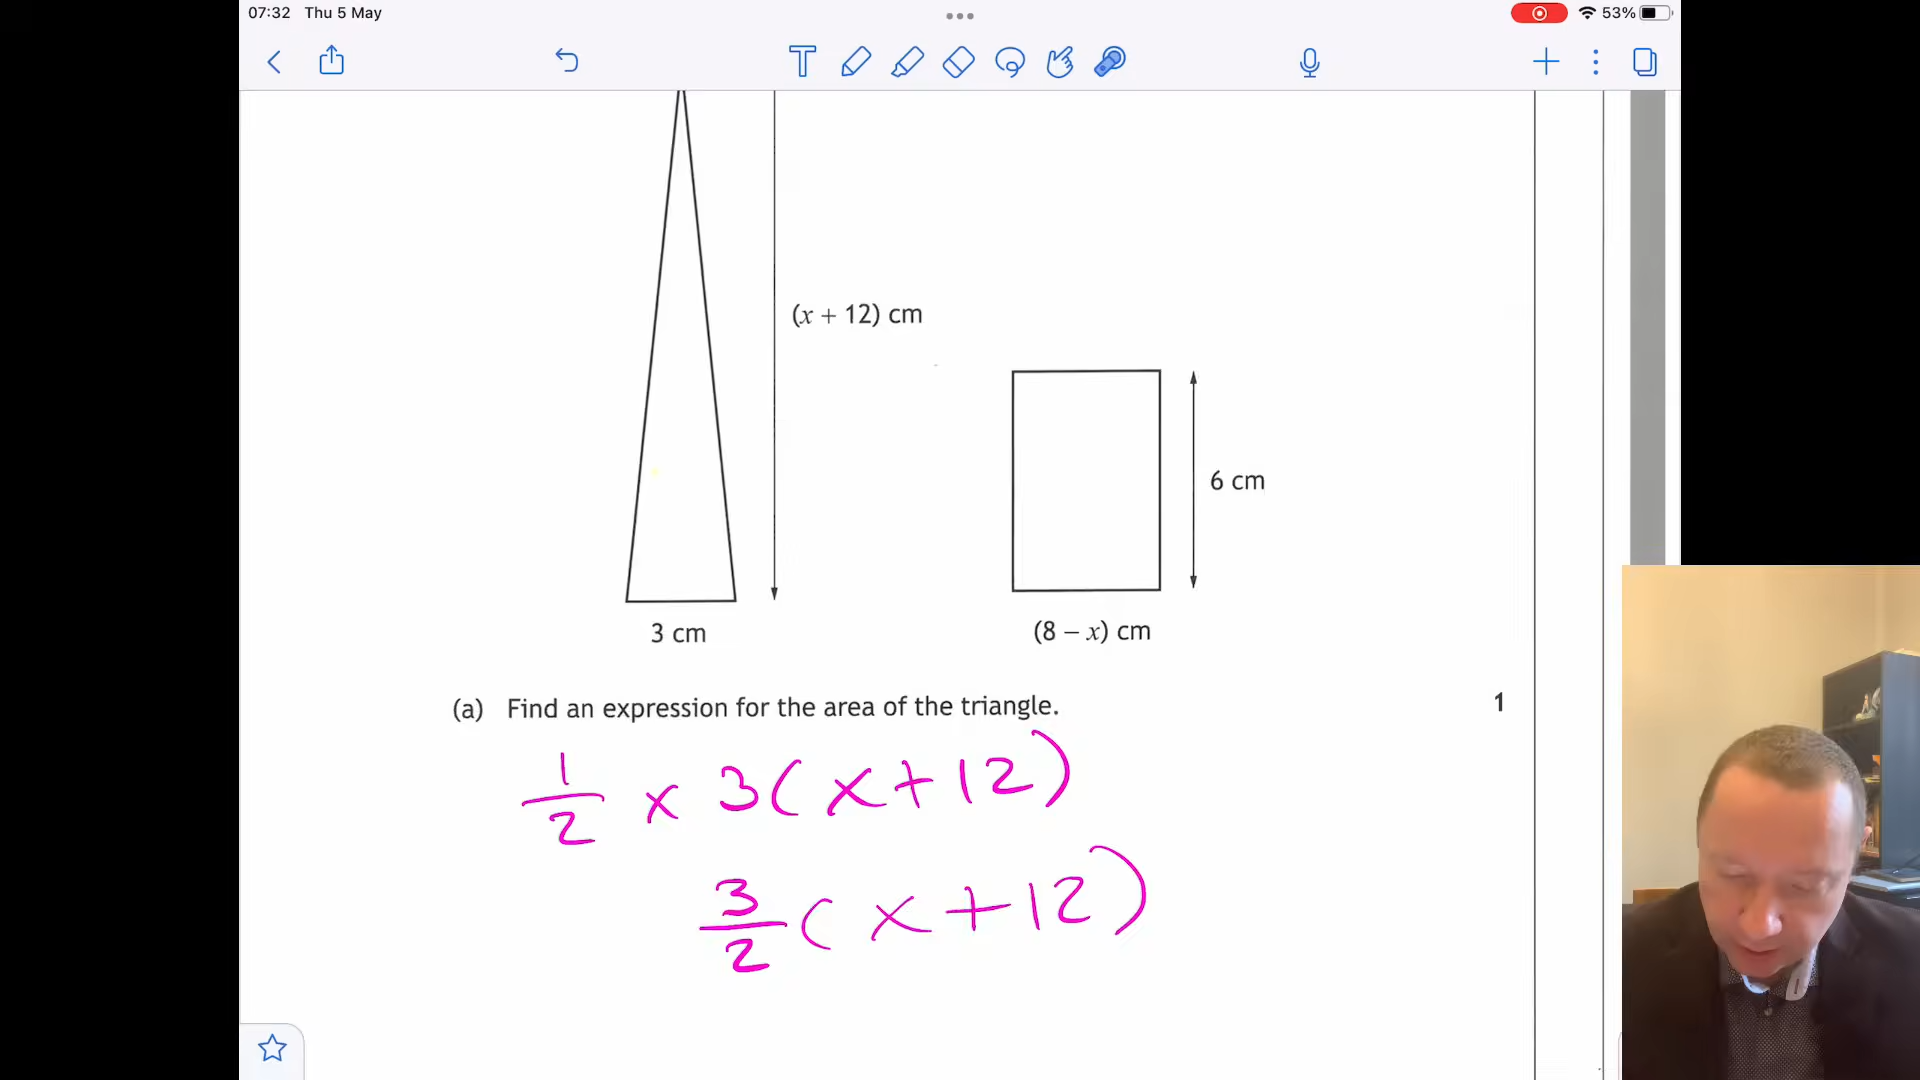 07:32 Thu 5 May
53%
T
(x + 12) cm
6 cm
3 cm
(8 – x) cm
(a) Find an expression for the area of the triangle. 1
1/2 x 3(x+12)
3/2(x+12)